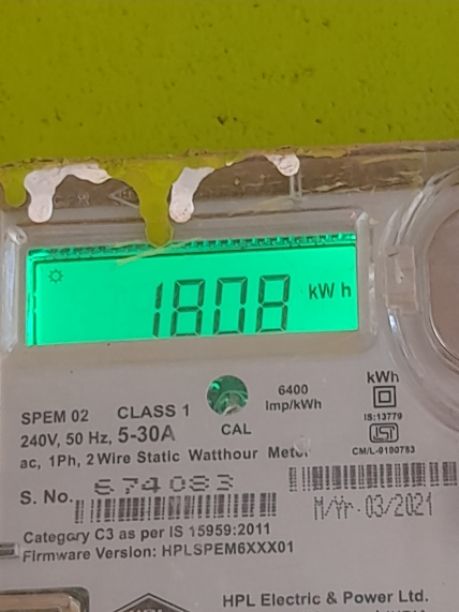 1808 kWh
SPEM 02 CLASS 1
240V, 50 Hz, 5-30A
CAL
6400
Imp/kWh
kWh
IS:13779
CM/L-9100783
ac, 1Ph, 2 Wire Static Watthour Meter
S. No. 674083
M/Yr. 03/2021
Category C3 as per IS 15959:2011
Firmware Version: HPLSPEM6XXX01
HPL Electric & Power Ltd.